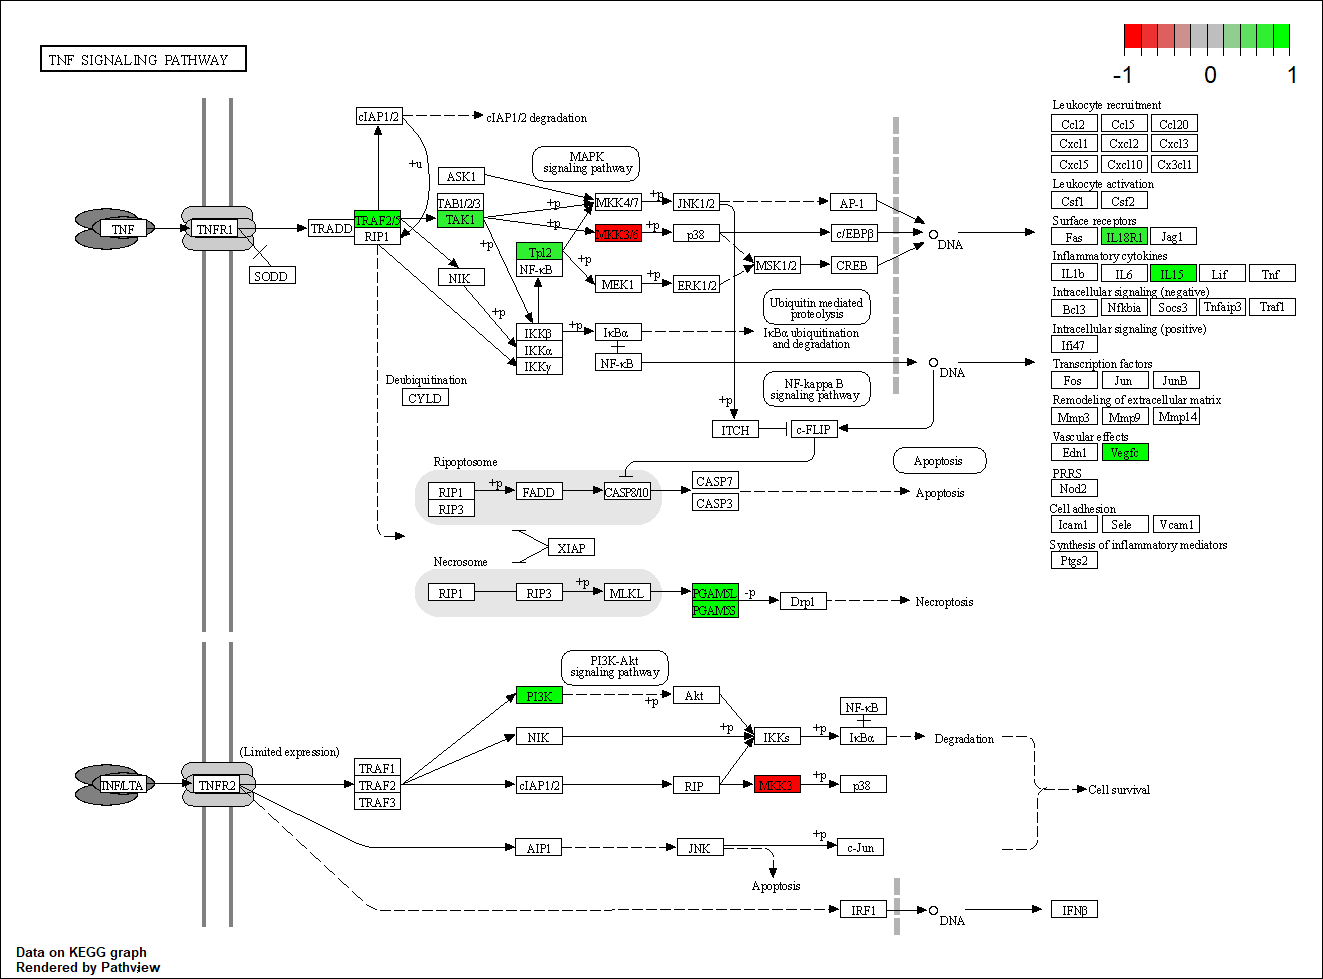 TNF SIGNALING PATHWAY
-1
0
1
cIAP1/2
cIAP1/2 degradation
+u
MAPK
signaling pathway
ASK1
TAB1/2/3
TAK1
TRAF2/5
TRADD
RIP1
TNF
TNFR1
SODD
NIK
Tpl2
NF-κB
MKK4/7
+p
JNK1/2
AP-1
+p
MKK3/6
+p
p38
c/EBPβ
DNA
+p
MSK1/2
CREB
+p
MEK1
+p
ERK1/2
+p
IKKβ
IKKα
IKKγ
+p
IκBα
NF-κB
Ubiquitin mediated
proteolysis
IκBα ubiquitination
and degradation
DNA
NF-kappa B
signaling pathway
Deubiquitination
CYLD
+p
ITCH
c-FLIP
Ripoptosome
RIP1
RIP3
+p
FADD
CASP8/10
CASP7
CASP3
Apoptosis
Apoptosis
XIAP
Necrosome
RIP1
RIP3
+p
MLKL
PGAM5L
PGAM5S
-p
Drp1
Necroptosis
Leukocyte recruitment
Ccl2 Ccl5 Ccl20
Cxcl1 Cxcl2 Cxcl3
Cxcl5 Cxcl10 Cx3cl1
Leukocyte activation
Csf1 Csf2
Surface receptors
Fas IL18R1 Jag1
Inflammatory cytokines
IL1b IL6 IL15 Lif Tnf
Intracellular signaling (negative)
Bcl3 Nfkbia Socs3 Tnfaip3 Traf1
Intracellular signaling (positive)
Ifi47
Transcription factors
Fos Jun JunB
Remodeling of extracellular matrix
Mmp3 Mmp9 Mmp14
Vascular effects
Edn1 Vegfc
PRRS
Nod2
Cell adhesion
Icam1 Sele Vcam1
Synthesis of inflammatory mediators
Ptgs2
PI3K-Akt
signaling pathway
PI3K
+p
Akt
NIK
+p
IKKs
+p
NF-κB
IκBα
Degradation
(Limited expression)
TNF/LTA
TNFR2
TRAF1
TRAF2
TRAF3
cIAP1/2
RIP
MKK3
+p
p38
Cell survival
AIP1
JNK
+p
c-Jun
Apoptosis
IRF1
DNA
IFNβ
Data on KEGG graph
Rendered by Pathview